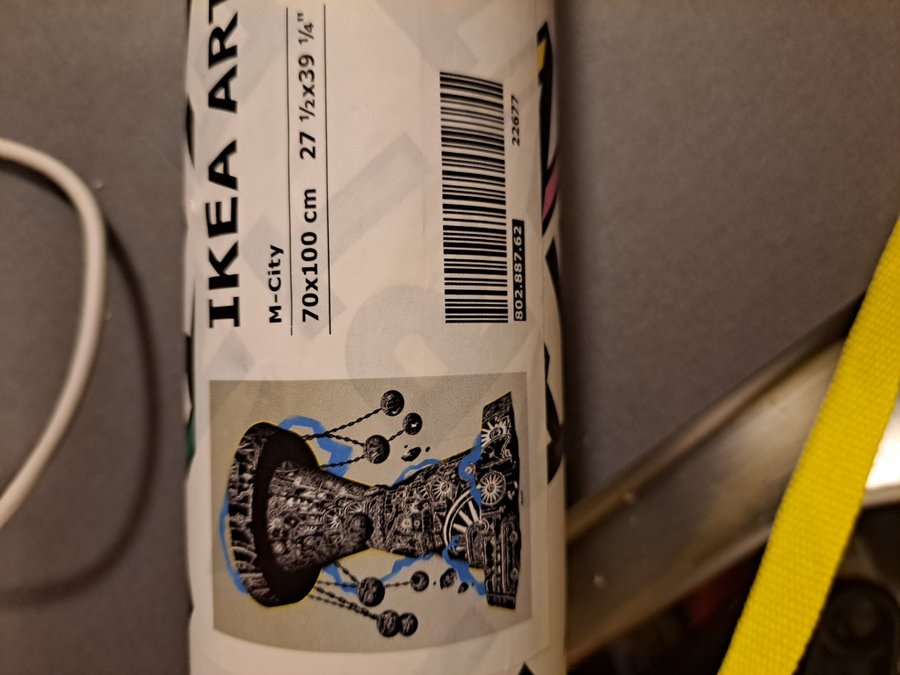 IKEA ART
M-City
70x100 cm 27 ½x39 ¼"
802.887.62
22677